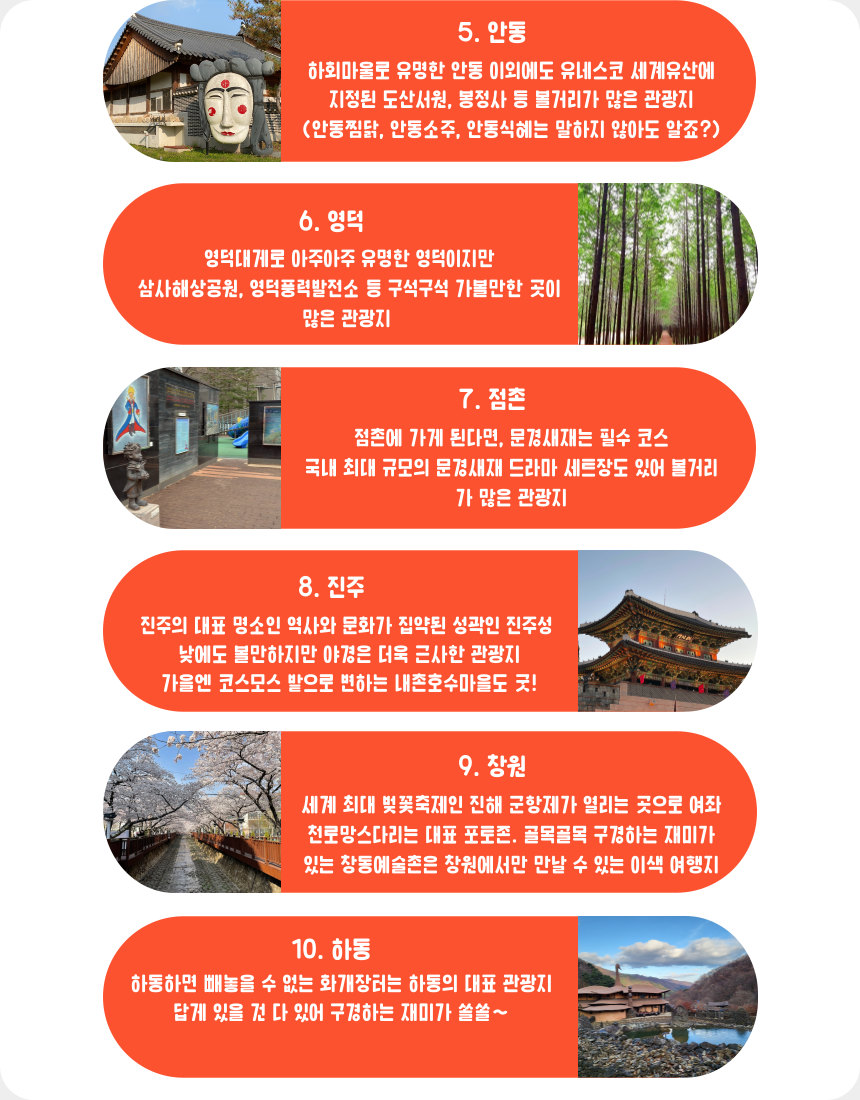 5. 안동
하회마을로 유명한 안동 이외에도 유네스코 세계유산에
지정된 도산서원, 봉정사 등 볼거리가 많은 관광지
(안동찜닭, 안동소주, 안동식혜는 말하지 않아도 알죠?)
6. 영덕
영덕대게로 아주아주 유명한 영덕이지만
삼사해상공원, 영덕풍력발전소 등 구석구석 가볼만한 곳이
많은 관광지
7. 점촌
점촌에 가게 된다면, 문경새재는 필수 코스
국내 최대 규모의 문경새재 드라마 세트장도 있어 볼거리
가 많은 관광지
8. 진주
진주의 대표 명소인 역사와 문화가 집약된 성곽인 진주성
낮에도 볼만하지만 야경은 더욱 근사한 관광지
가을엔 코스모스 밭으로 변하는 내촌호수마을도 굿!
9. 창원
세계 최대 벚꽃축제인 진해 군항제가 열리는 곳으로 여좌
천로망스다리는 대표 포토존. 골목골목 구경하는 재미가
있는 창동예술촌은 창원에서만 만날 수 있는 이색 여행지
10. 하동
하동하면 빼놓을 수 없는 화개장터는 하동의 대표 관광지
답게 있을 건 다 있어 구경하는 재미가 쏠쏠~